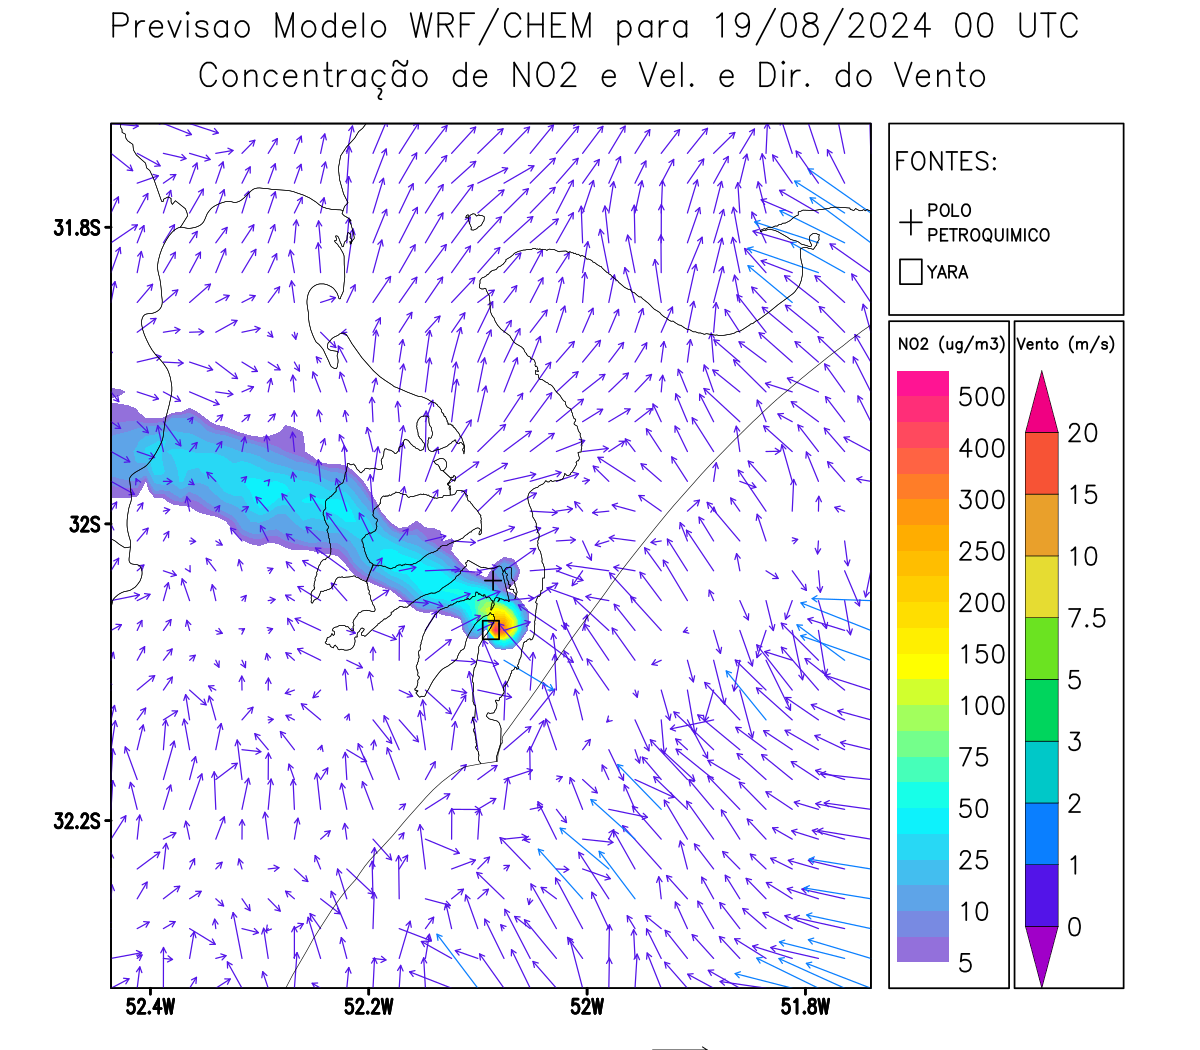 Previsao Modelo WRF/CHEM para 19/08/2024 00 UTC
Concentração de NO2 e Vel. e Dir. do Vento
FONTES:
POLO
PETROQUIMICO
YARA
NO2 (ug/m3)
500
400
300
250
200
150
100
75
50
25
10
5
Vento (m/s)
20
15
10
7.5
5
3
2
1
0
31.8S
32S
32.2S
52.4W
52.2W
52W
51.8W